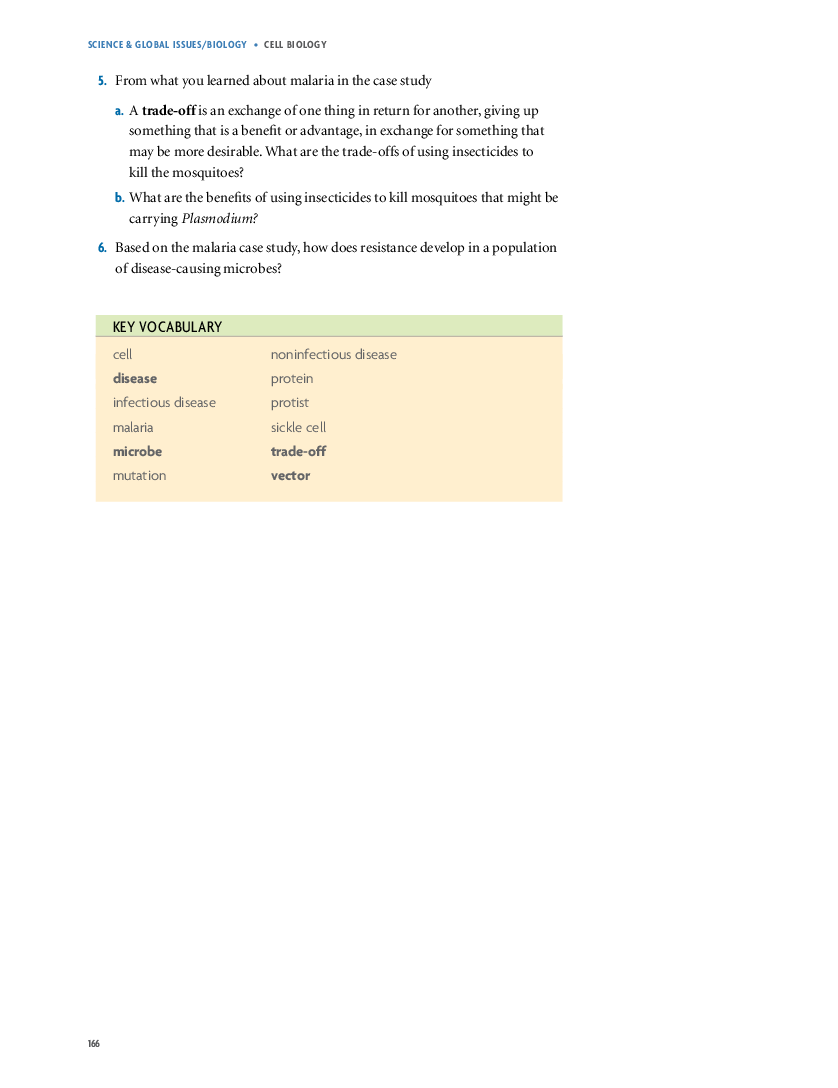 SCIENCE & GLOBAL ISSUES/BIOLOGY • CELL BIOLOGY
5. From what you learned about malaria in the case study
a. A trade-off is an exchange of one thing in return for another, giving up
something that is a benefit or advantage, in exchange for something that
may be more desirable. What are the trade-offs of using insecticides to
kill the mosquitoes?
b. What are the benefits of using insecticides to kill mosquitoes that might be
carrying Plasmodium?
6. Based on the malaria case study, how does resistance develop in a population
of disease-causing microbes?
KEY VOCABULARY
cell
disease
infectious disease
malaria
microbe
mutation
noninfectious disease
protein
protist
sickle cell
trade-off
vector
166